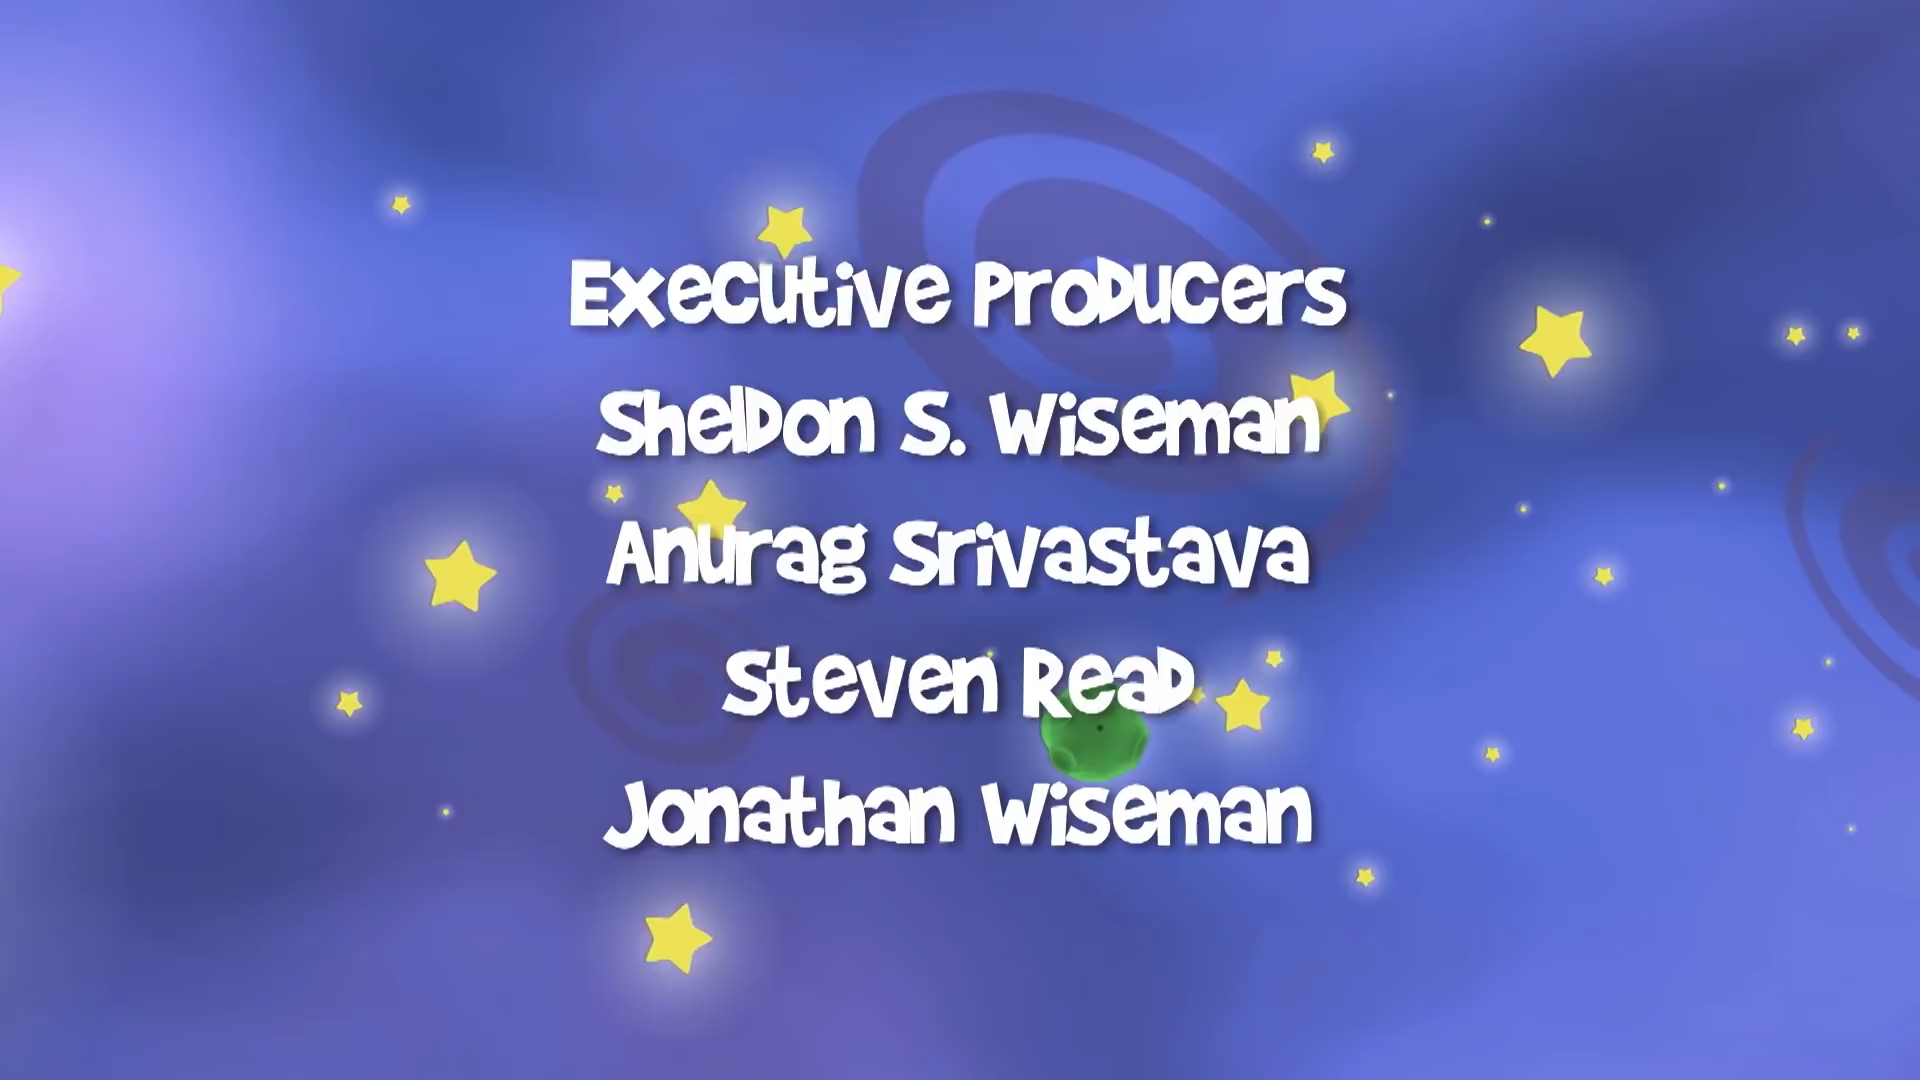 Executive Producers
Sheldon S. Wiseman
Anurag Srivastava
Steven Read
Jonathan Wiseman